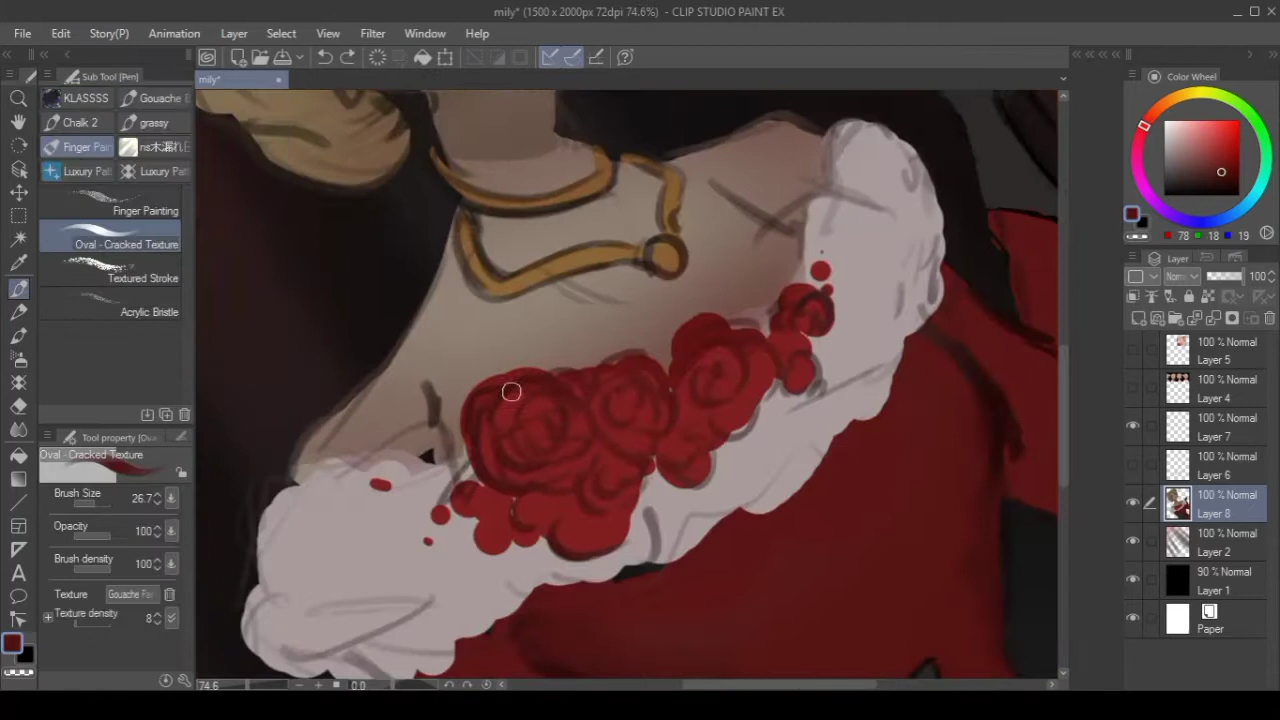 mily* (1500 x 2000px 72dpi 74.6%) - CLIP STUDIO PAINT EX
File Edit Story(P) Animation Layer Select View Filter Window Help
Sub Tool [Pen]
mily*
Color Wheel
KLASSSS
Chalk 2 grassy
Finger Pain
Luxury Pat Luxury Pat
Finger Painting
Oval - Cracked Texture
Textured Stroke
Acrylic Bristle
78 18 19
Layer
Norm 100
100 % Normal
Layer 5
100 % Normal
Layer 4
100 % Normal
Layer 7
100 % Normal
Layer 6
100 % Normal
Layer 8
100 % Normal
Layer 2
90 % Normal
Layer 1
Paper
Oval - Cracked Texture
Brush Size 26.7
Opacity 100
Brush density 100
Texture Gouache Pai
Texture density 8
74.6 0.0